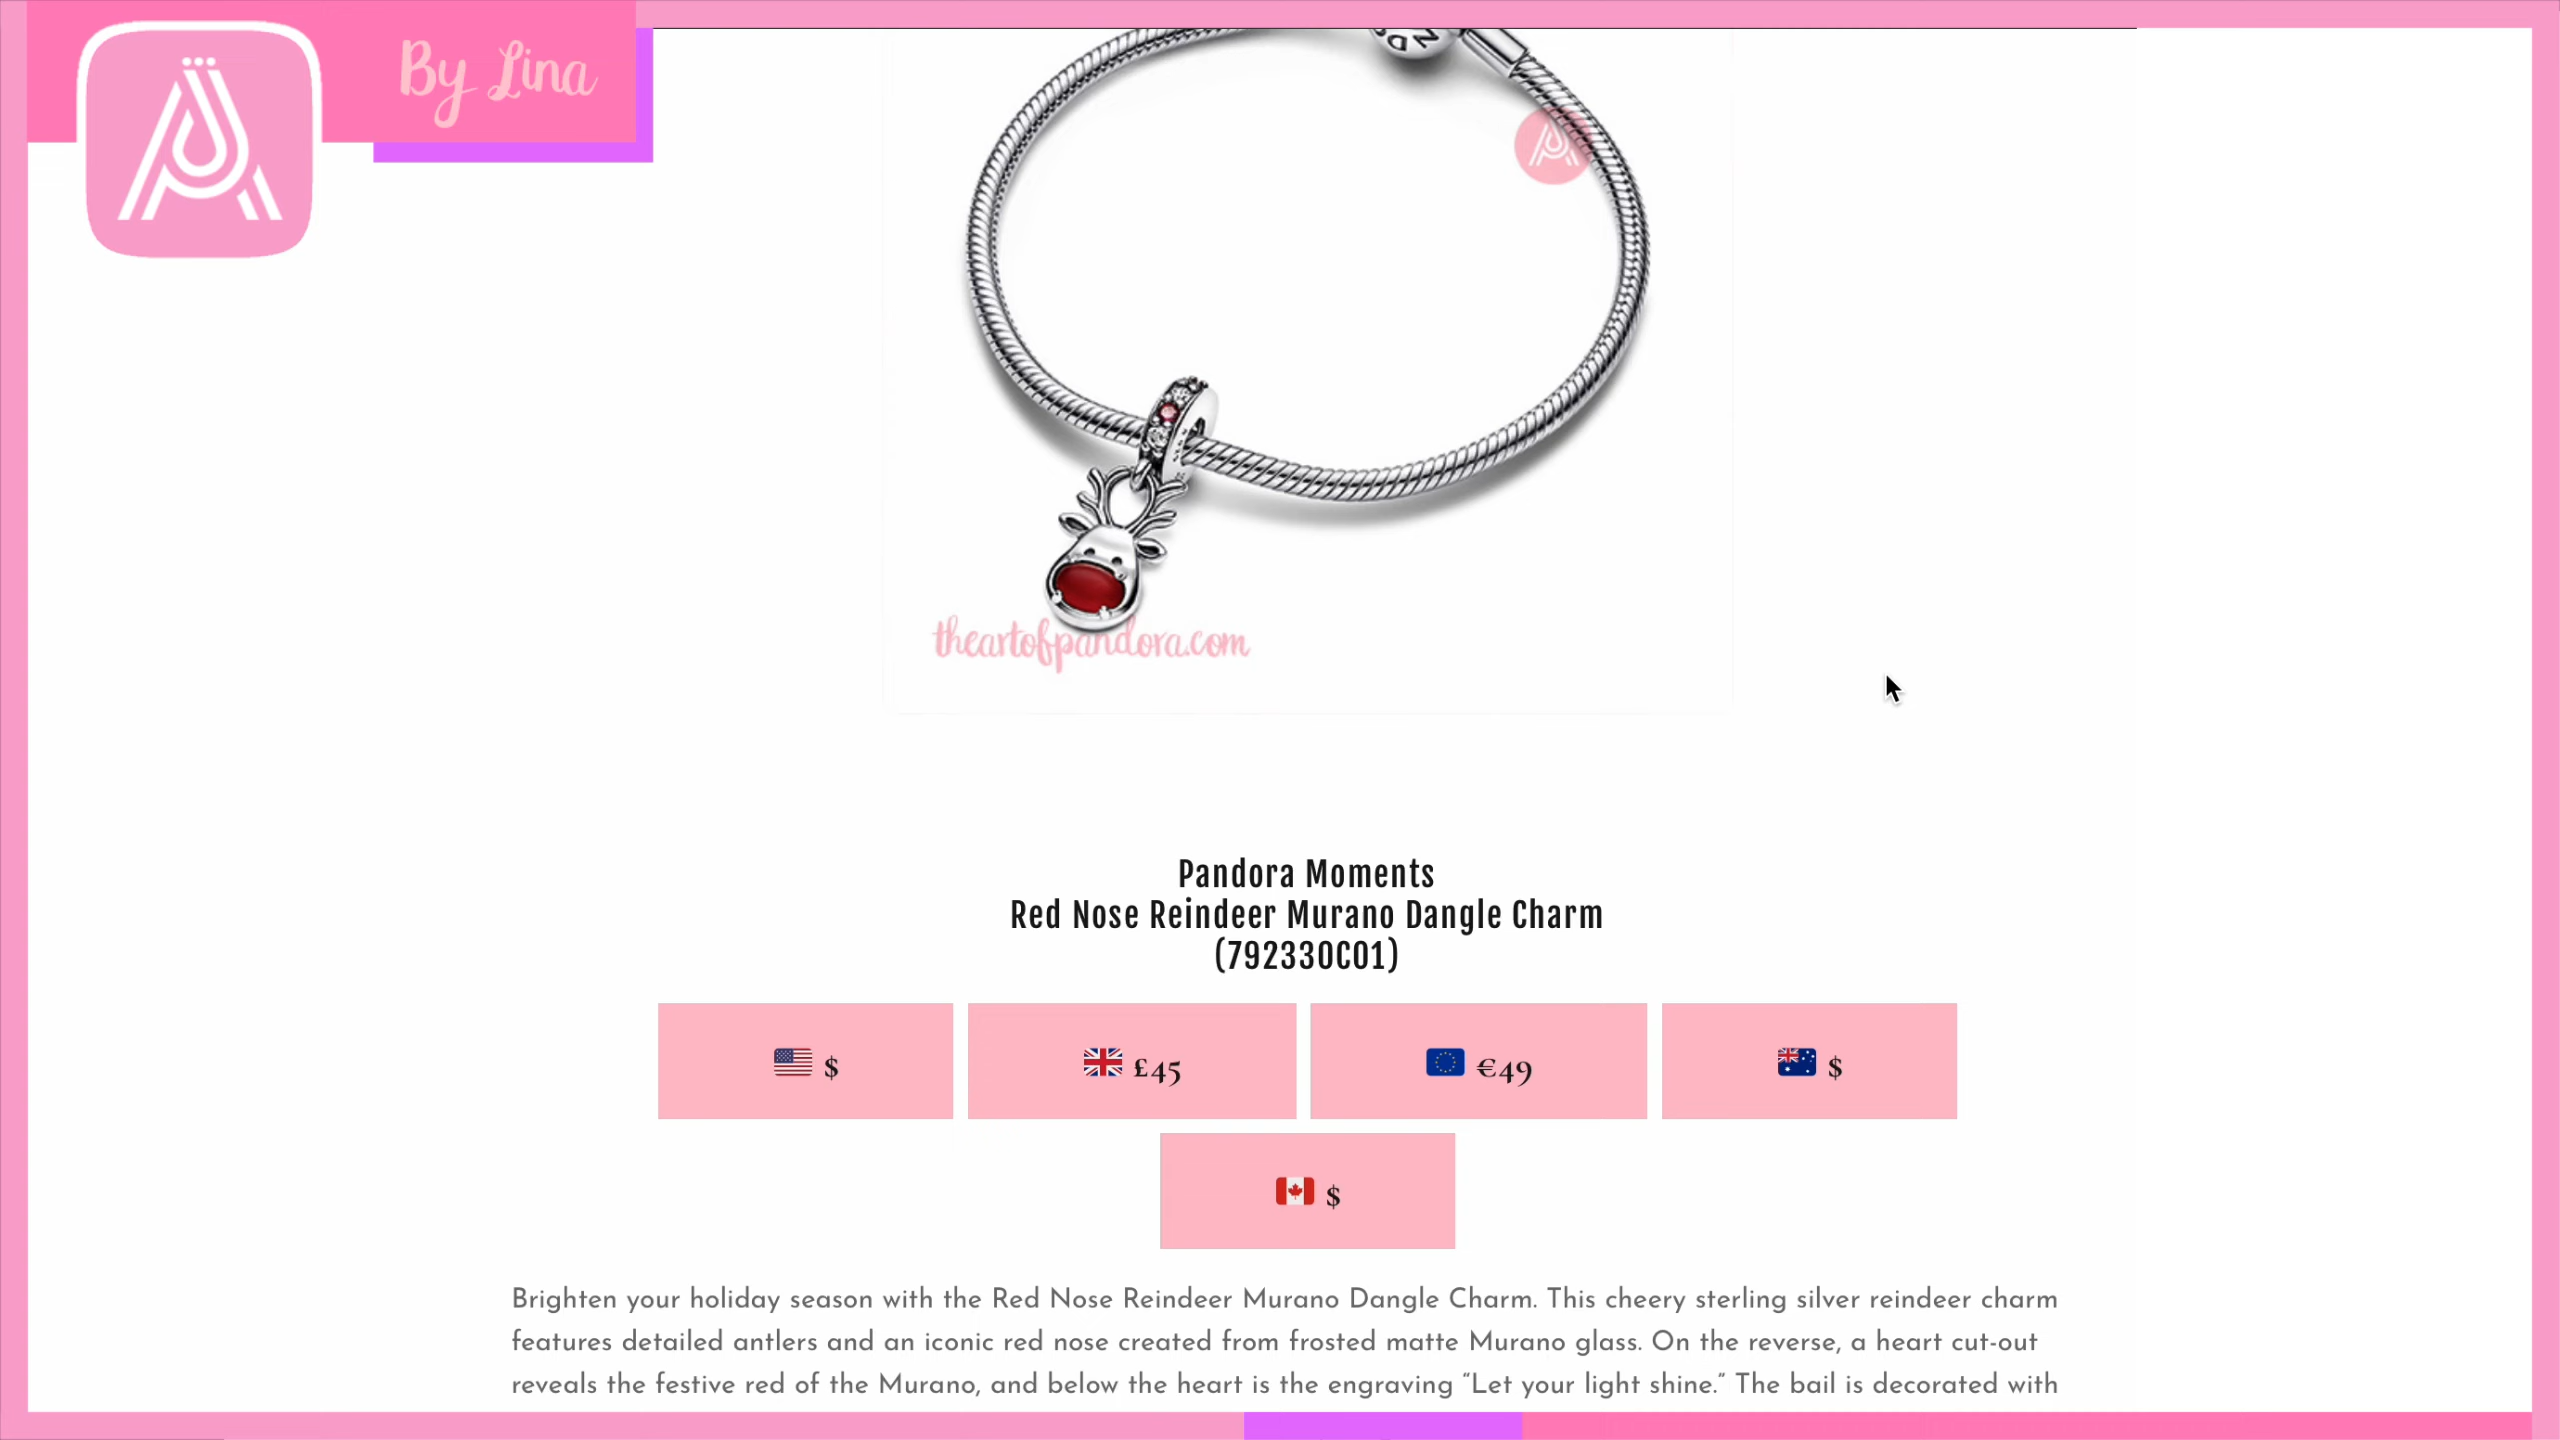 By Lina
theartofpandora.com
Pandora Moments
Red Nose Reindeer Murano Dangle Charm
(792330C01)
$
£45
€49
$
$
Brighten your holiday season with the Red Nose Reindeer Murano Dangle Charm. This cheery sterling silver reindeer charm
features detailed antlers and an iconic red nose created from frosted matte Murano glass. On the reverse, a heart cut-out
reveals the festive red of the Murano, and below the heart is the engraving “Let your light shine.” The bail is decorated with